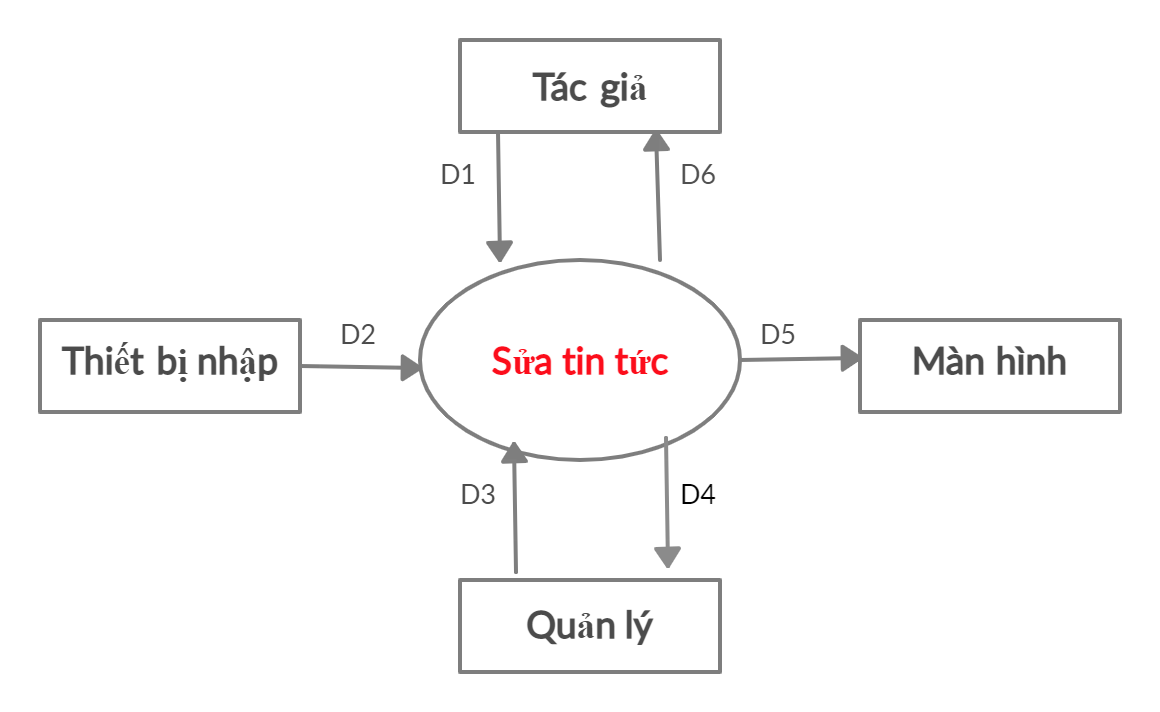 Tác giả
D1
D6
Thiết bị nhập
D2
Sửa tin tức
D5
Màn hình
D3
D4
Quản lý